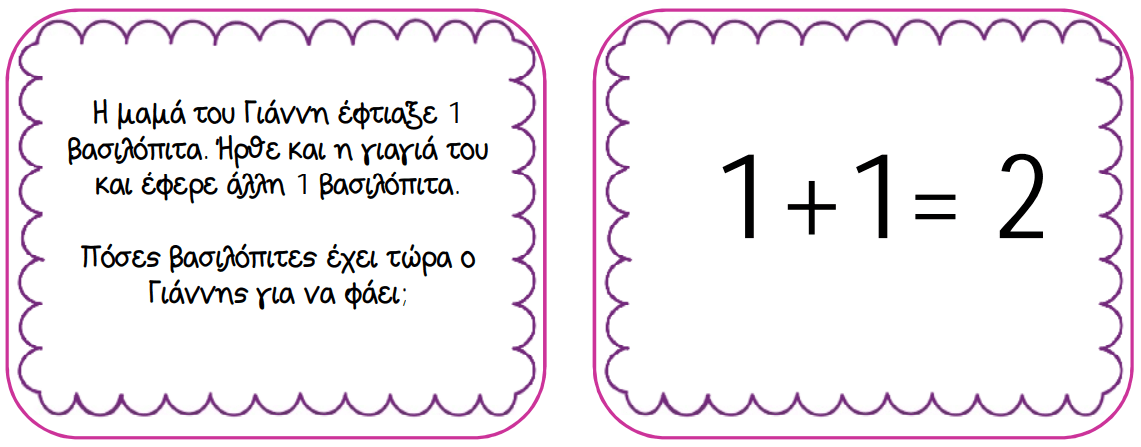 Η μαμά του Γιάννη έφτιαξε 1
βασιλόπιτα. Ήρθε και η γιαγιά του
και έφερε άλλη 1 βασιλόπιτα.
Πόσες βασιλόπιτες έχει τώρα ο
Γιάννης για να φάει;
1+1= 2